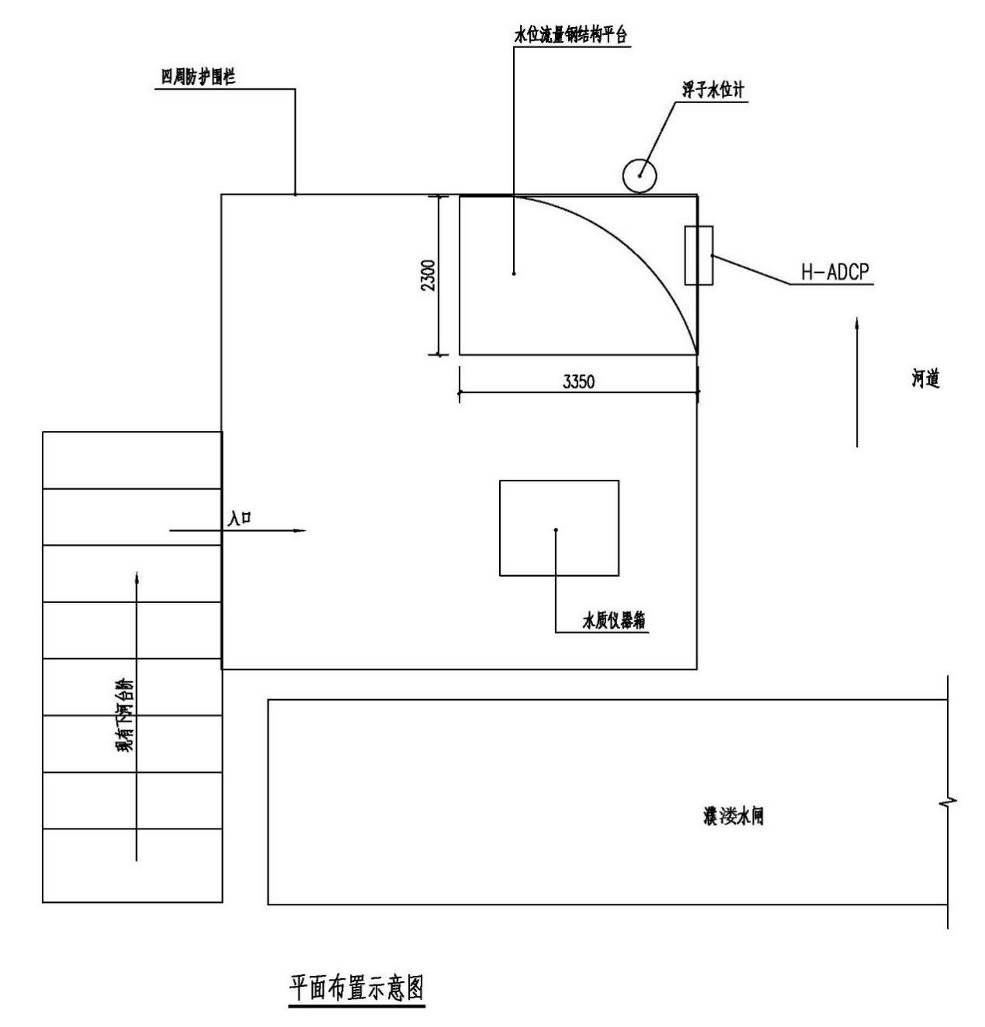 水位流量钢结构平台
四周防护围栏
浮子水位计
2300
H-ADCP
3350
河道
入口
水质仪器箱
现有下河台阶
濮溇水闸
平面布置示意图